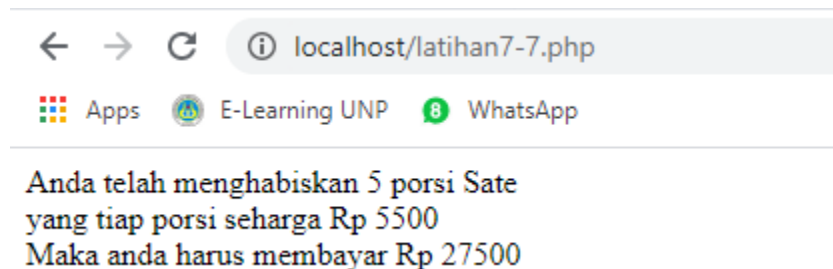 localhost/latihan7-7.php
Apps E-Learning UNP 8 WhatsApp
Anda telah menghabiskan 5 porsi Sate
yang tiap porsi seharga Rp 5500
Maka anda harus membayar Rp 27500